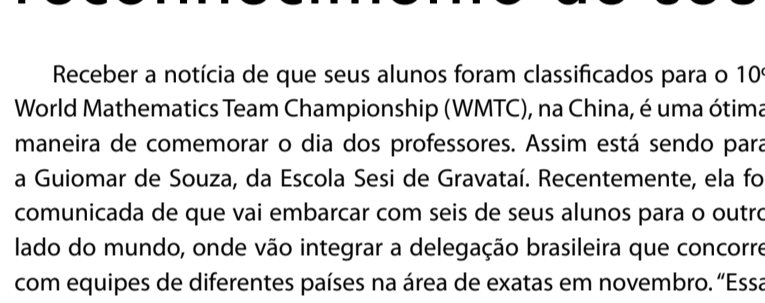 Receber a notícia de que seus alunos foram classificados para o 10º
World Mathematics Team Championship (WMTC), na China, é uma ótima
maneira de comemorar o dia dos professores. Assim está sendo para
a Guiomar de Souza, da Escola Sesi de Gravataí. Recentemente, ela foi
comunicada de que vai embarcar com seis de seus alunos para o outro
lado do mundo, onde vão integrar a delegação brasileira que concorre
com equipes de diferentes países na área de exatas em novembro. “Essa